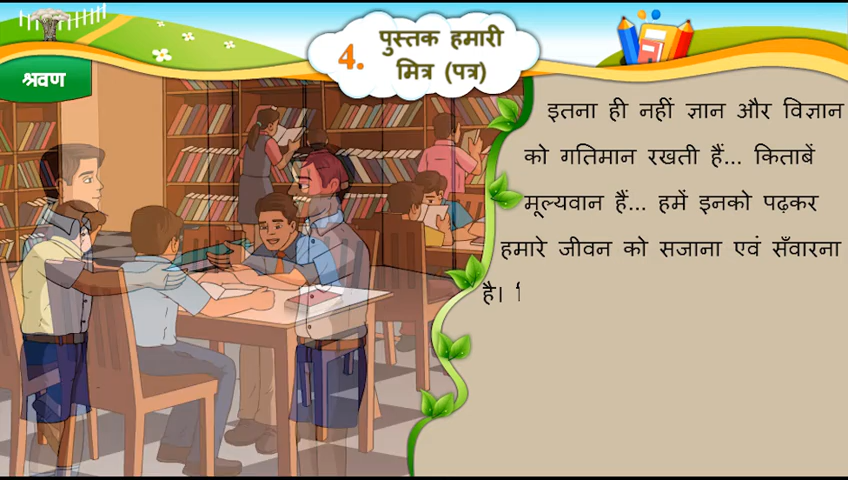 4. पुस्तक हमारी
मित्र (पत्र)
श्रवण
इतना ही नहीं ज्ञान और विज्ञान
को गतिमान रखती हैं... किताबें
मूल्यवान हैं... हमें इनको पढ़कर
हमारे जीवन को सजाना एवं सँवारना
है।